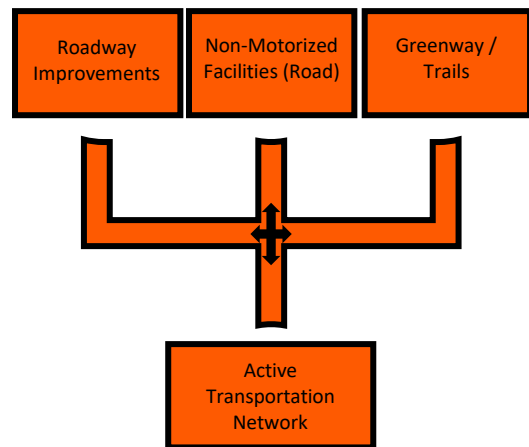 Roadway
Improvements
Non-Motorized
Facilities (Road)
Greenway /
Trails
Active
Transportation
Network